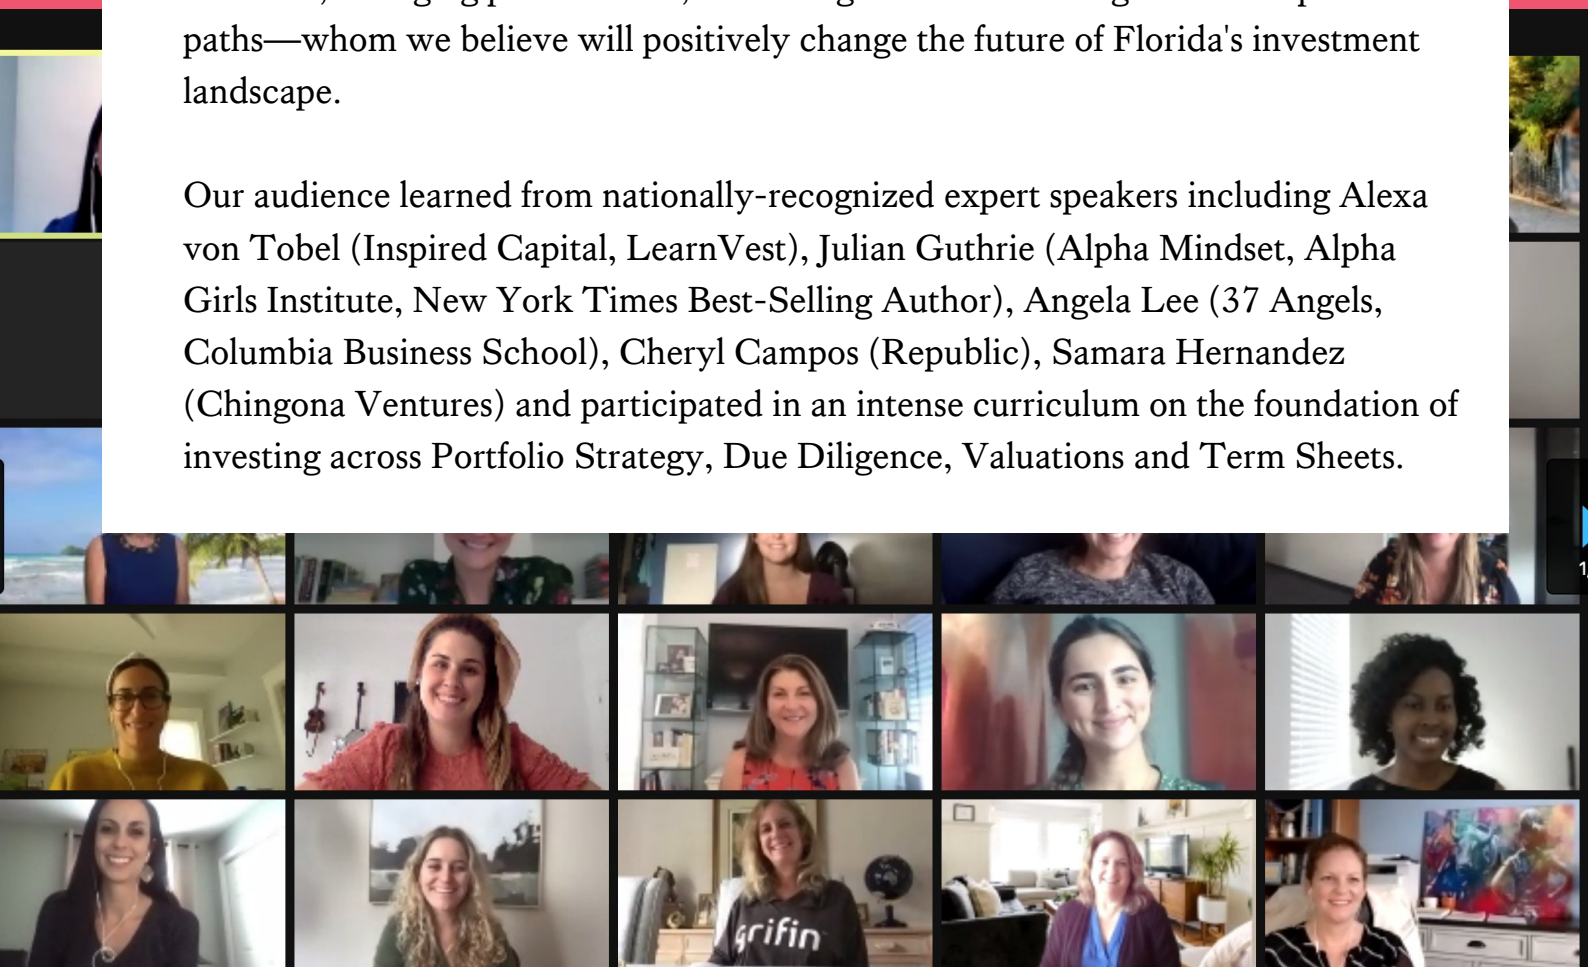 paths—whom we believe will positively change the future of Florida's investment
landscape.
Our audience learned from nationally-recognized expert speakers including Alexa
von Tobel (Inspired Capital, LearnVest), Julian Guthrie (Alpha Mindset, Alpha
Girls Institute, New York Times Best-Selling Author), Angela Lee (37 Angels,
Columbia Business School), Cheryl Campos (Republic), Samara Hernandez
(Chingona Ventures) and participated in an intense curriculum on the foundation of
investing across Portfolio Strategy, Due Diligence, Valuations and Term Sheets.
grifin